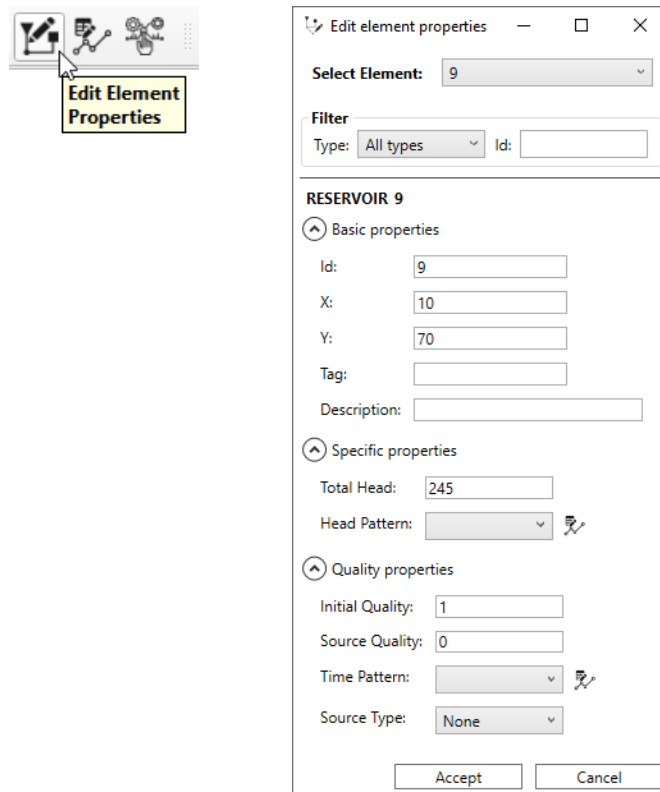 Edit Element
Properties
Edit element properties
Select Element: 9
Filter
Type: All types Id:
RESERVOIR 9
Basic properties
Id: 9
X: 10
Y: 70
Tag:
Description:
Specific properties
Total Head: 245
Head Pattern:
Quality properties
Initial Quality: 1
Source Quality: 0
Time Pattern:
Source Type: None
Accept Cancel